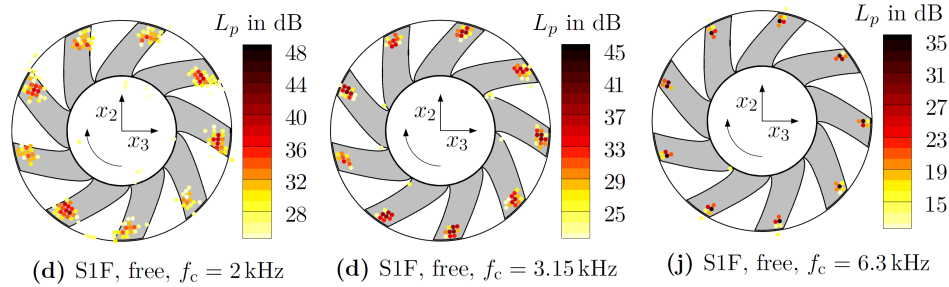 L_p in dB
48
44
40
36
32
28
x_2
x_3
(d) S1F, free, f_c = 2 kHz
L_p in dB
45
41
37
33
29
25
x_2
x_3
(d) S1F, free, f_c = 3.15 kHz
L_p in dB
35
31
27
23
19
15
x_2
x_3
(j) S1F, free, f_c = 6.3 kHz